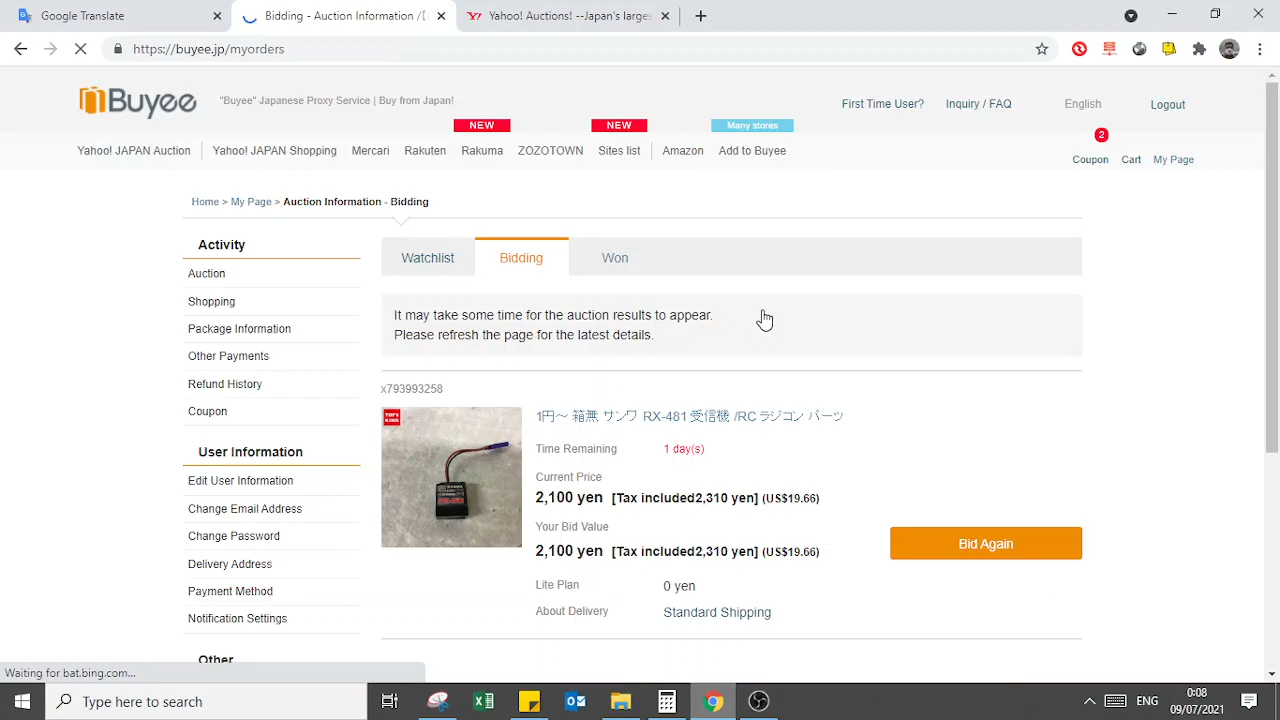 Google Translate
Bidding - Auction Information /
Yahoo! Auctions! --Japan's larges
https://buyee.jp/myorders
Buyee
"Buyee" Japanese Proxy Service | Buy from Japan!
First Time User?
Inquiry / FAQ
English
Logout
NEW
NEW
Many stores
2
Yahoo! JAPAN Auction
Yahoo! JAPAN Shopping
Mercari
Rakuten
Rakuma
ZOZOTOWN
Sites list
Amazon
Add to Buyee
Coupon
Cart
My Page
Home > My Page > Auction Information - Bidding
Activity
Auction
Shopping
Package Information
Other Payments
Refund History
Coupon
User Information
Edit User Information
Change Email Address
Change Password
Delivery Address
Payment Method
Notification Settings
Other
Watchlist
Bidding
Won
It may take some time for the auction results to appear.
Please refresh the page for the latest details.
x793993258
1円～ 箱無 サンワ RX-481 受信機 /RC ラジコン パーツ
Time Remaining
1 day(s)
Current Price
2,100 yen [Tax included2,310 yen] (US$19.66)
Your Bid Value
2,100 yen [Tax included2,310 yen] (US$19.66)
Bid Again
Lite Plan
0 yen
About Delivery
Standard Shipping
Waiting for bat.bing.com...
Type here to search
ENG
0:08
09/07/2021